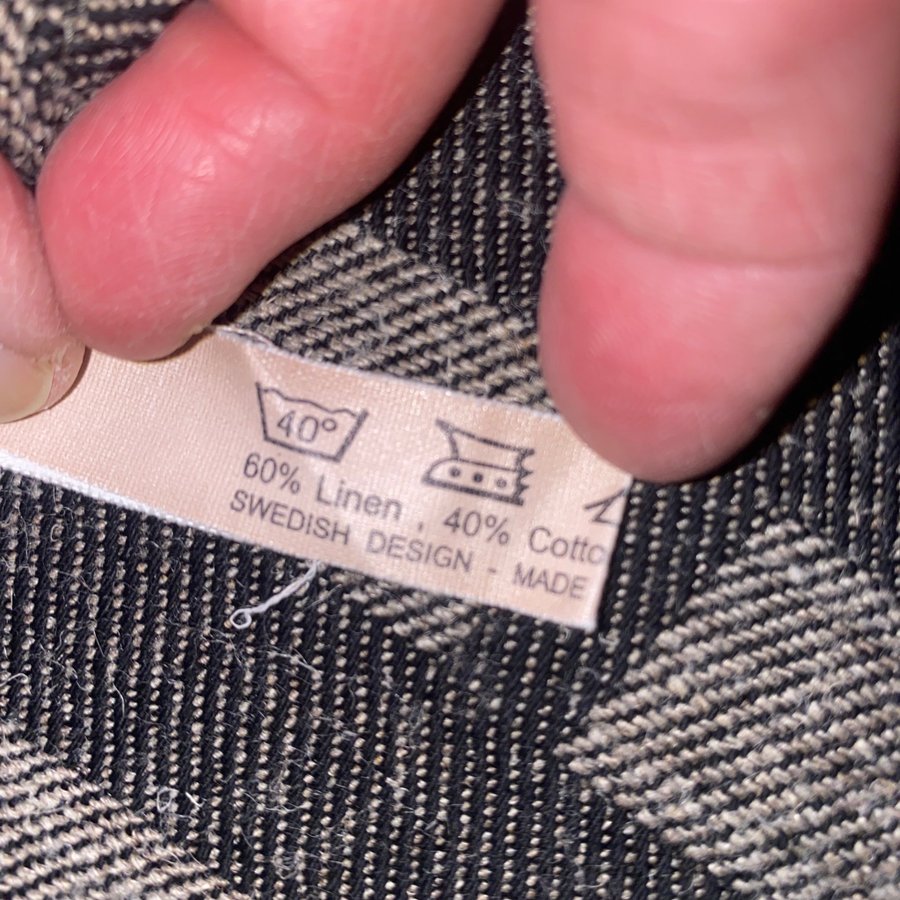 40°
60% Linen, 40% Cotto
SWEDISH DESIGN - MADE